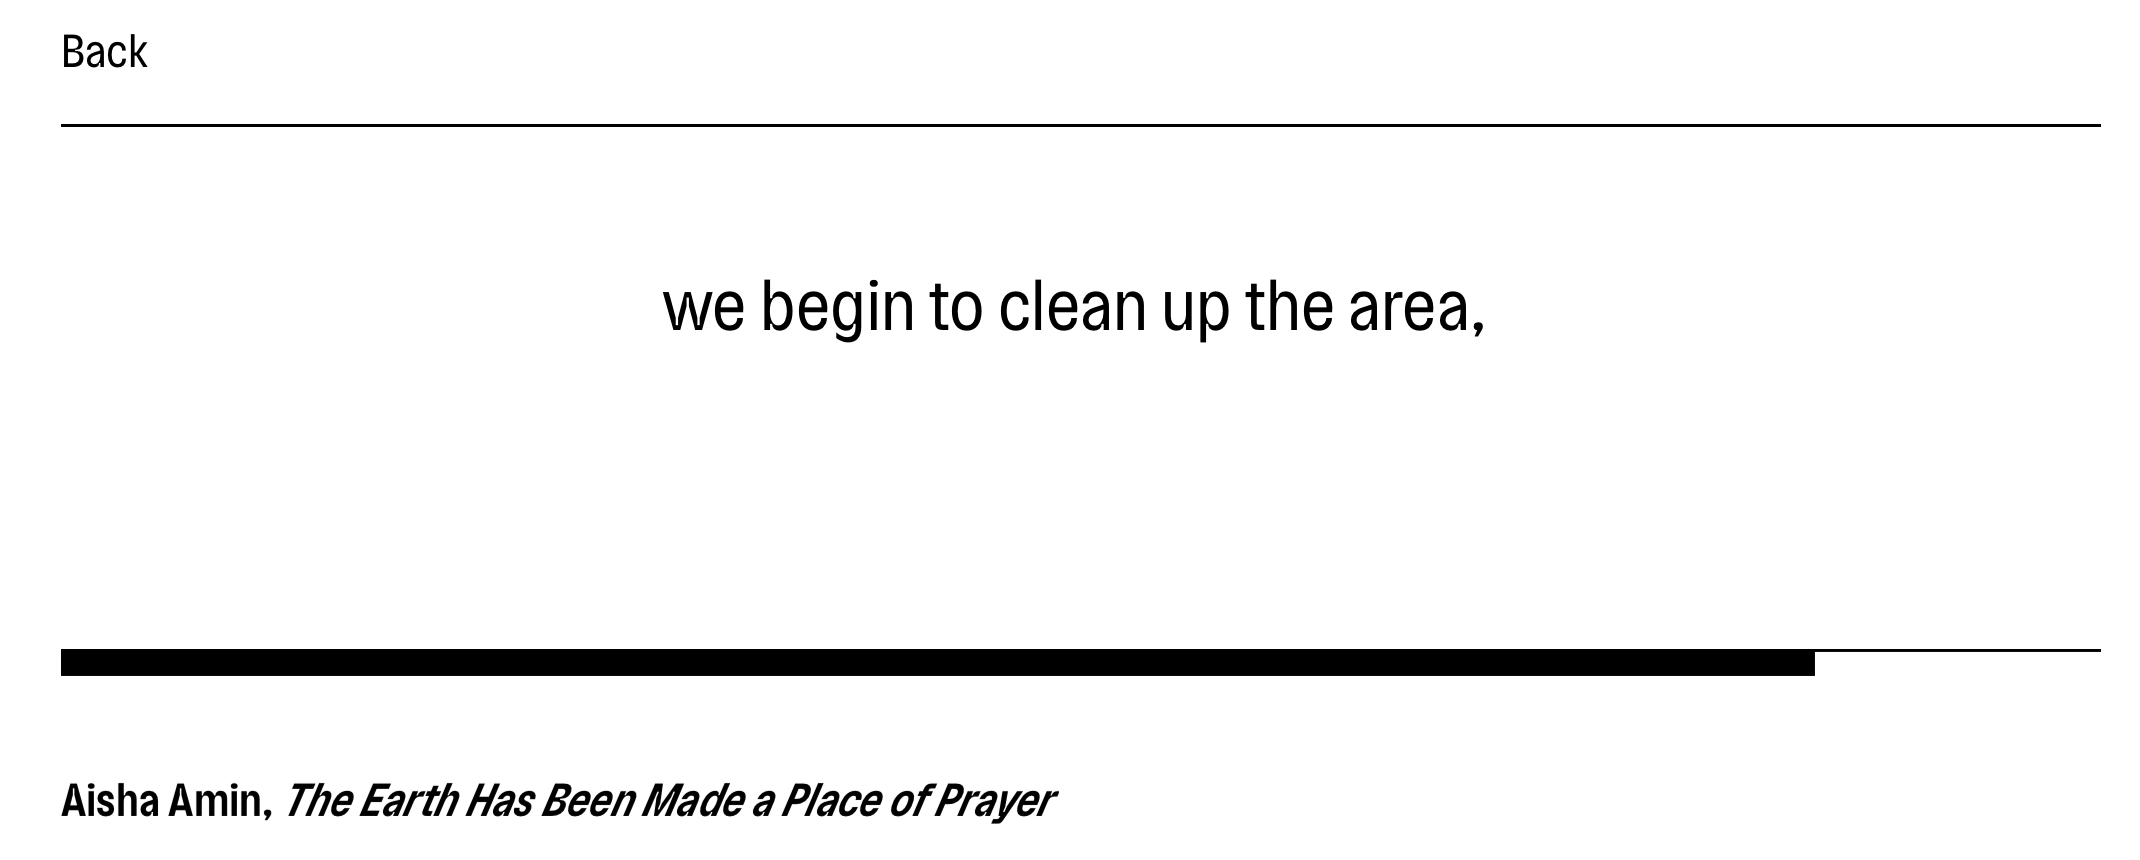 Back
we begin to clean up the area,
Aisha Amin, The Earth Has Been Made a Place of Prayer